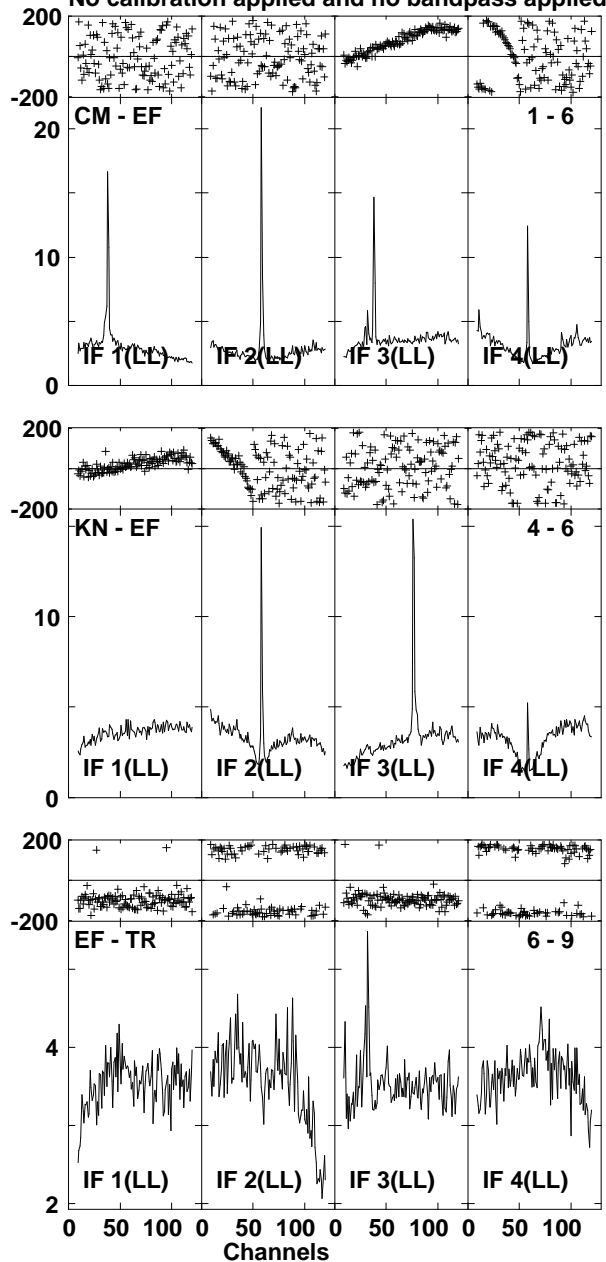 No calibration applied and no bandpass applied
200
-200
CM - EF 1 - 6
20
10
0
IF 1(LL) IF 2(LL) IF 3(LL) IF 4(LL)
200
-200
KN - EF 4 - 6
10
0
IF 1(LL) IF 2(LL) IF 3(LL) IF 4(LL)
200
-200
EF - TR 6 - 9
4
2
IF 1(LL) IF 2(LL) IF 3(LL) IF 4(LL)
0 50 100 0 50 100 0 50 100 0 50 100
Channels